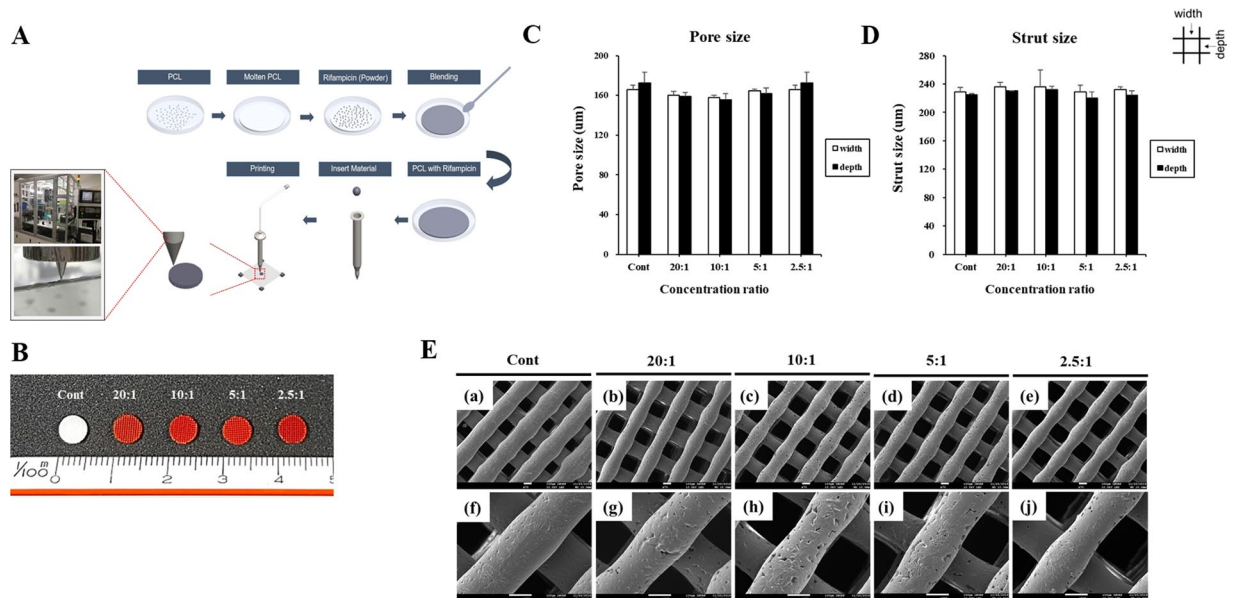 A
PCL
Molten PCL
Rifampicin (Powder)
Blending
Printing
Insert Material
PCL with Rifampicin
B
Cont
20:1
10:1
5:1
2.5:1
1/100 m
0
1
2
3
4
5
C
Pore size
Pore size (um)
200
160
120
80
40
0
width
depth
Cont
20:1
10:1
5:1
2.5:1
Concentration ratio
D
Strut size
width
depth
Strut size (um)
280
240
200
160
120
80
40
0
width
depth
Cont
20:1
10:1
5:1
2.5:1
Concentration ratio
E
Cont
20:1
10:1
5:1
2.5:1
(a)
(b)
(c)
(d)
(e)
(f)
(g)
(h)
(i)
(j)